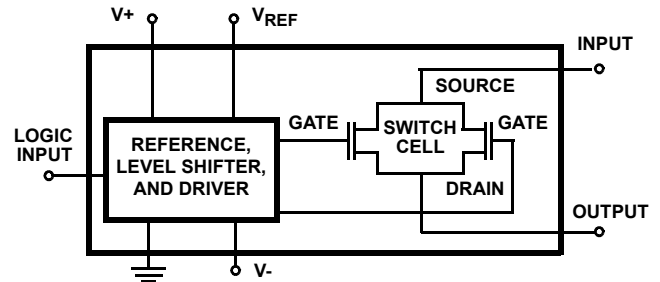 V+
VREF
INPUT
SOURCE
GATE
SWITCH
CELL
GATE
LOGIC
INPUT
REFERENCE,
LEVEL SHIFTER,
AND DRIVER
DRAIN
OUTPUT
V-